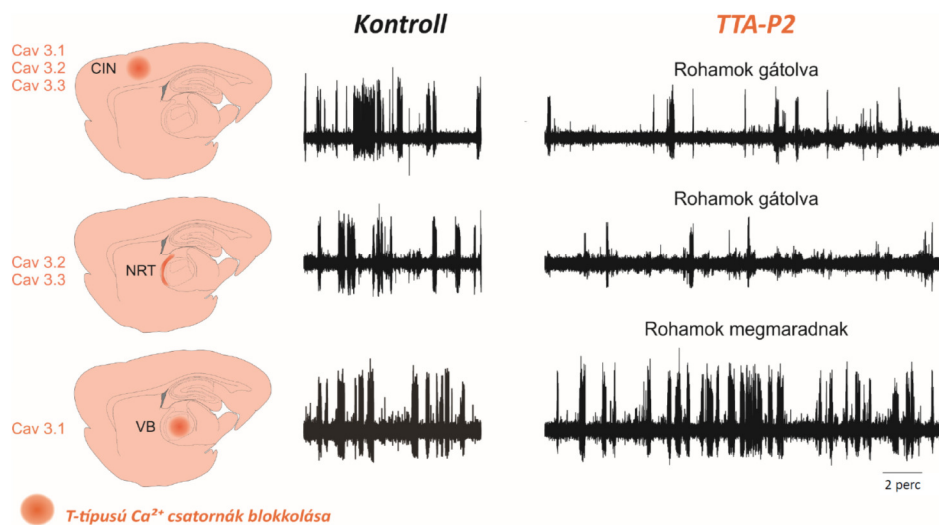 Kontroll
TTA-P2
Cav 3.1
Cav 3.2
Cav 3.3
CIN
Rohamok gátolva
Cav 3.2
Cav 3.3
NRT
Rohamok gátolva
Cav 3.1
VB
Rohamok megmaradnak
2 perc
T-típusú Ca²⁺ csatornák blokkolása